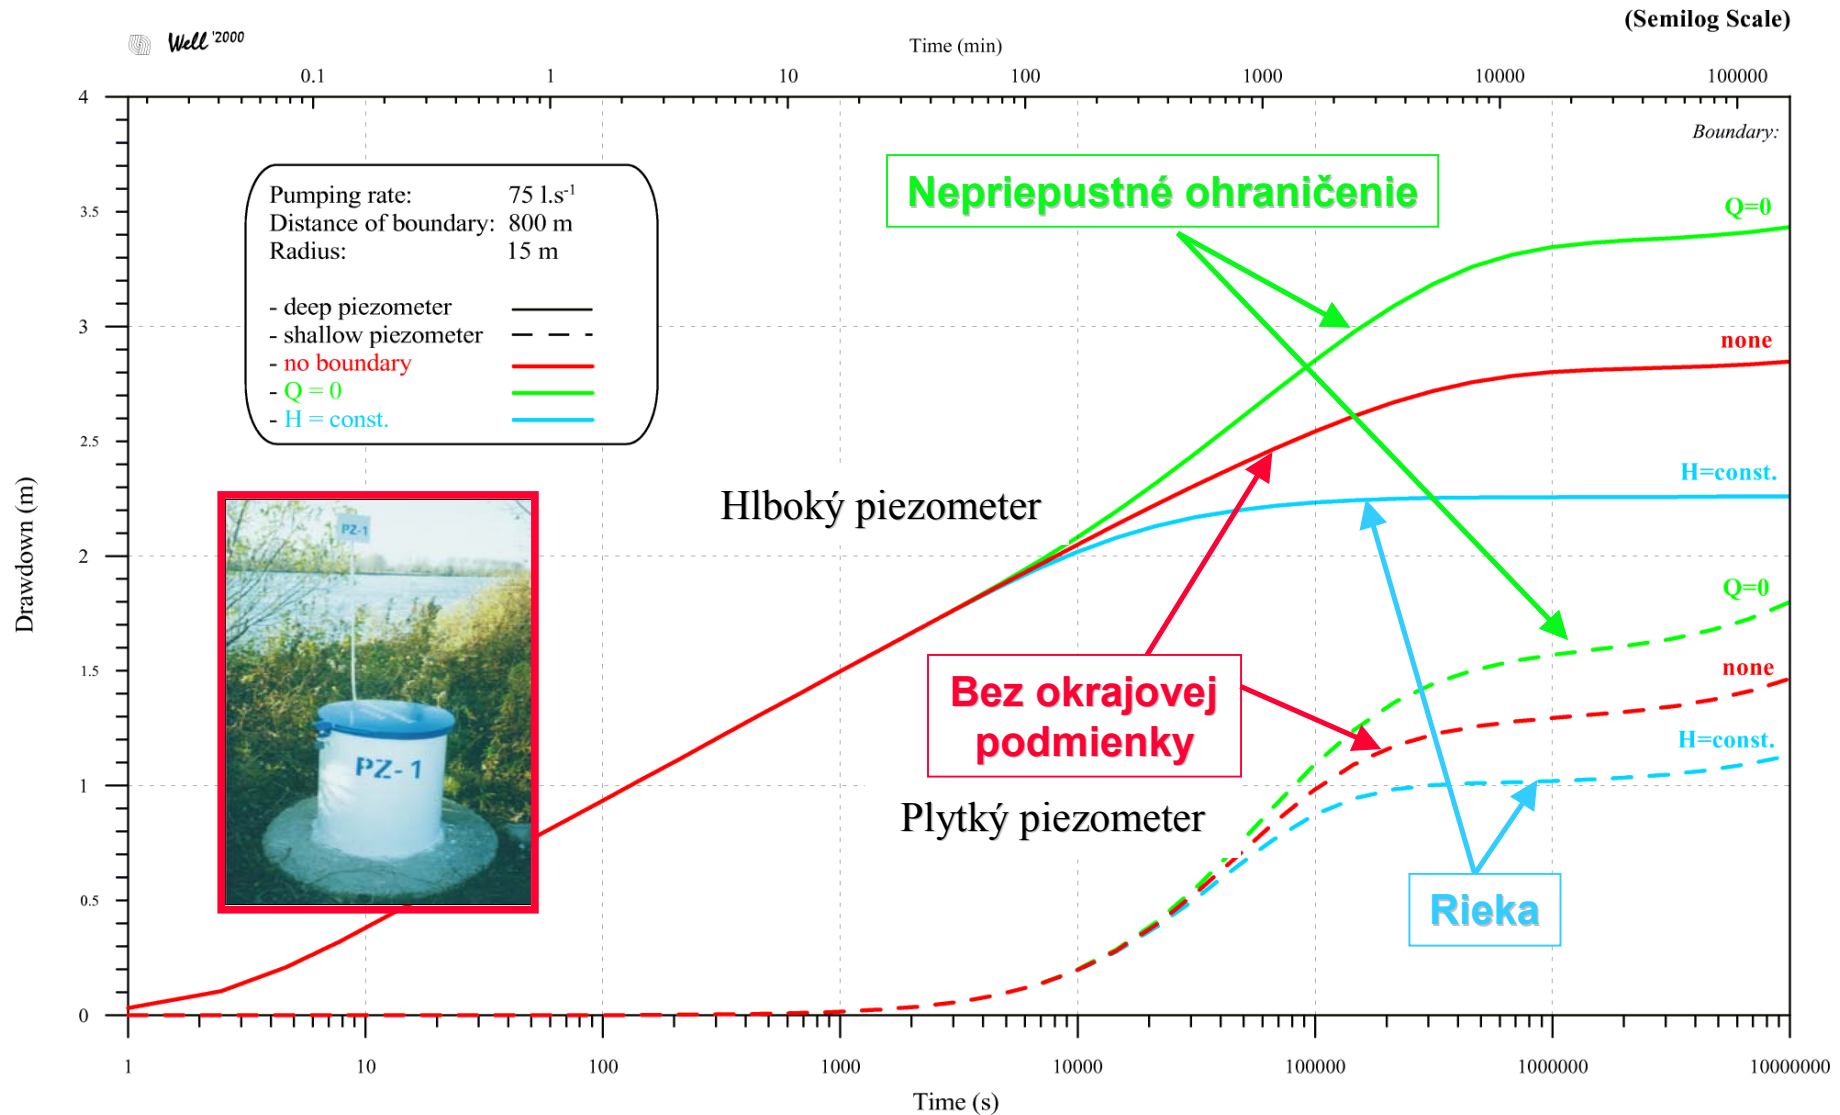 (Semilog Scale)
Well '2000
Time (min)
0.1 1 10 100 1000 10000 100000
Boundary:
4
3.5
3
2.5
2
1.5
1
0.5
0
Drawdown (m)
Pumping rate: 75 l.s⁻¹
Distance of boundary: 800 m
Radius: 15 m
- deep piezometer
- shallow piezometer
- no boundary
- Q = 0
- H = const.
Nepriepustné ohraničenie
Q=0
none
H=const.
Hlboký piezometer
PZ-1
PZ-1
Q=0
none
H=const.
Bez okrajovej
podmienky
Plytký piezometer
Rieka
1 10 100 1000 10000 100000 1000000 10000000
Time (s)